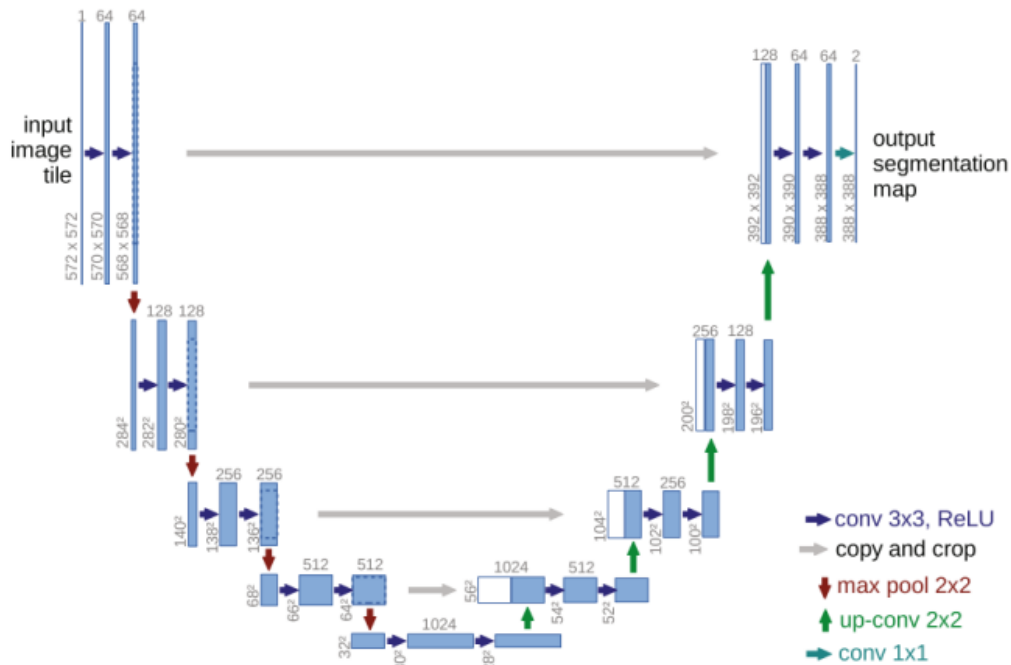 1 64 64
input
image
tile
572 x 572
570 x 570
568 x 568
128 64 64 2
output
segmentation
map
392 x 392
390 x 390
388 x 388
388 x 388
128 128
284²
282²
280²
256 128
200²
198²
196²
256 256
140²
138²
136²
512 256
104²
102²
100²
512 512
68²
66²
64²
1024 512
56²
54²
52²
1024
32²
conv 3x3, ReLU
copy and crop
max pool 2x2
up-conv 2x2
conv 1x1